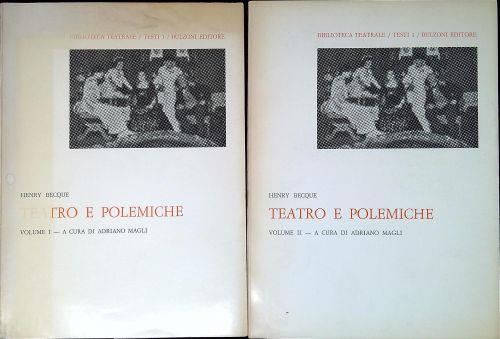 BIBLIOTECA TEATRALE / TESTI 1 / BULZONI EDITORE
HENRY BECQUE
TEATRO E POLEMICHE
VOLUME I — A CURA DI ADRIANO MAGLI
BIBLIOTECA TEATRALE / TESTI 1 / BULZONI EDITORE
HENRY BECQUE
TEATRO E POLEMICHE
VOLUME II — A CURA DI ADRIANO MAGLI